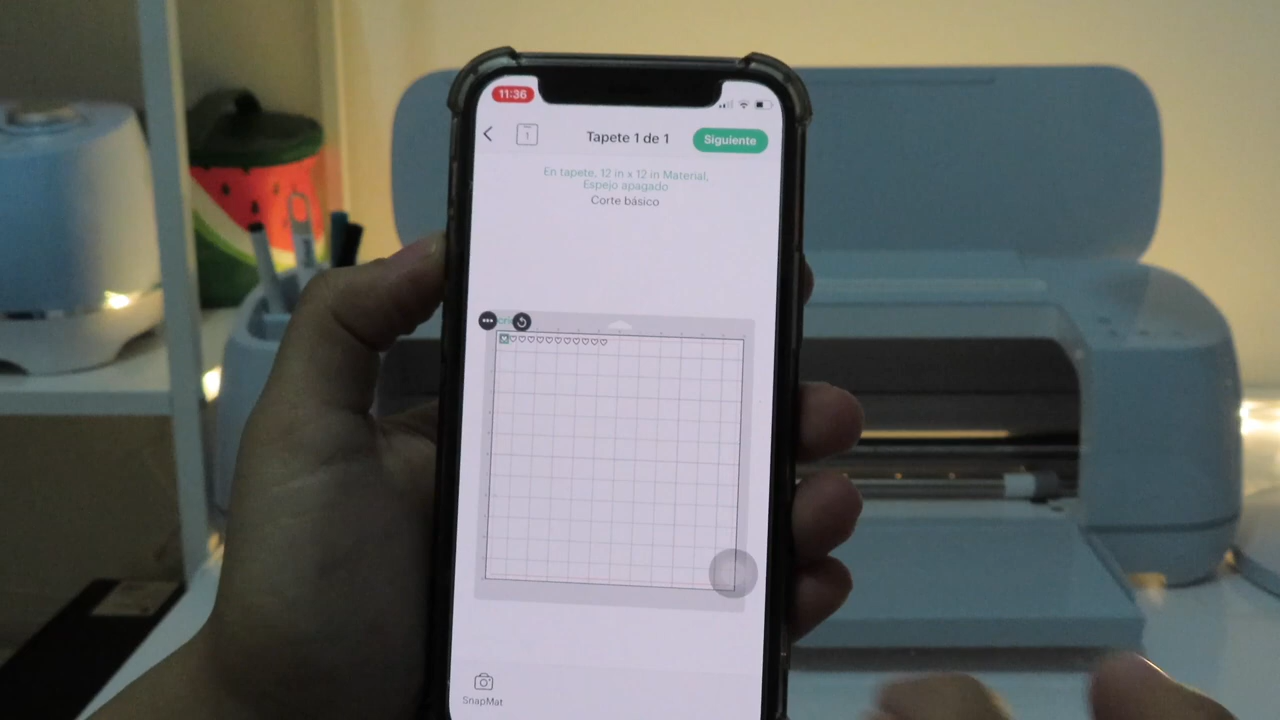 11:36
1
Tapete 1 de 1
Siguiente
En tapete, 12 in x 12 in Material,
Espejo apagado
Corte básico
SnapMat